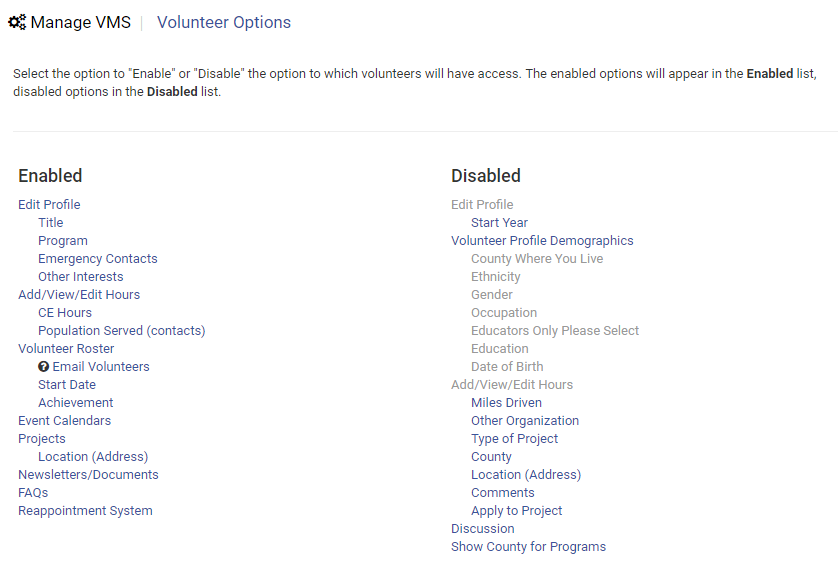 Manage VMS | Volunteer Options
Select the option to "Enable" or "Disable" the option to which volunteers will have access. The enabled options will appear in the Enabled list,
disabled options in the Disabled list.
Enabled
Edit Profile
Title
Program
Emergency Contacts
Other Interests
Add/View/Edit Hours
CE Hours
Population Served (contacts)
Volunteer Roster
Email Volunteers
Start Date
Achievement
Event Calendars
Projects
Location (Address)
Newsletters/Documents
FAQs
Reappointment System
Disabled
Edit Profile
Start Year
Volunteer Profile Demographics
County Where You Live
Ethnicity
Gender
Occupation
Educators Only Please Select
Education
Date of Birth
Add/View/Edit Hours
Miles Driven
Other Organization
Type of Project
County
Location (Address)
Comments
Apply to Project
Discussion
Show County for Programs